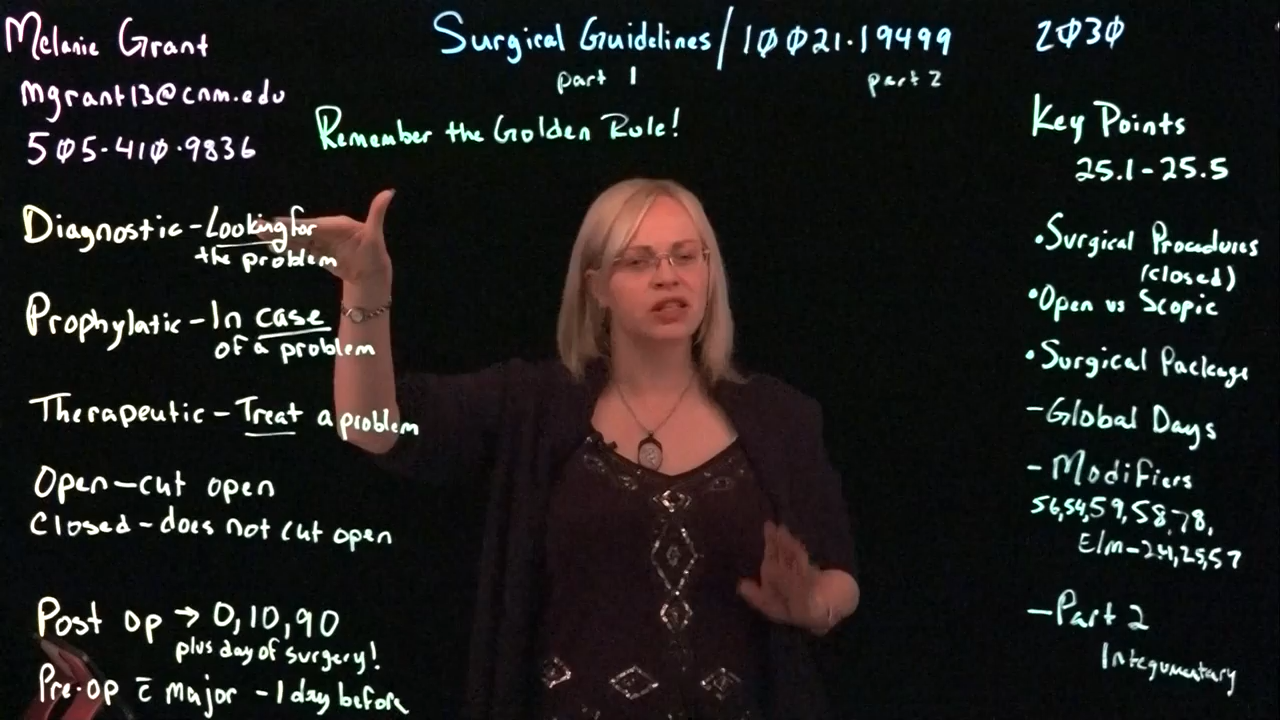 Melanie Grant
mgrant13@cnm.edu
505-410-9836
Surgical Guidelines/10021-19499
part 1 part 2
2030
Remember the Golden Rule!
Diagnostic - Looking for
the problem
Prophylatic - In case
of a problem
Therapeutic - Treat a problem
Open - cut open
Closed - does not cut open
Post op → 0,10,90
plus day of surgery!
Pre-op c̄ major - 1 day before
Key Points
25.1-25.5
•Surgical Procedures
(closed)
•Open vs Scopic
•Surgical Package
-Global Days
-Modifiers
56,54,59,58,78,
E/m-24,25,57
-Part 2
Integumentary